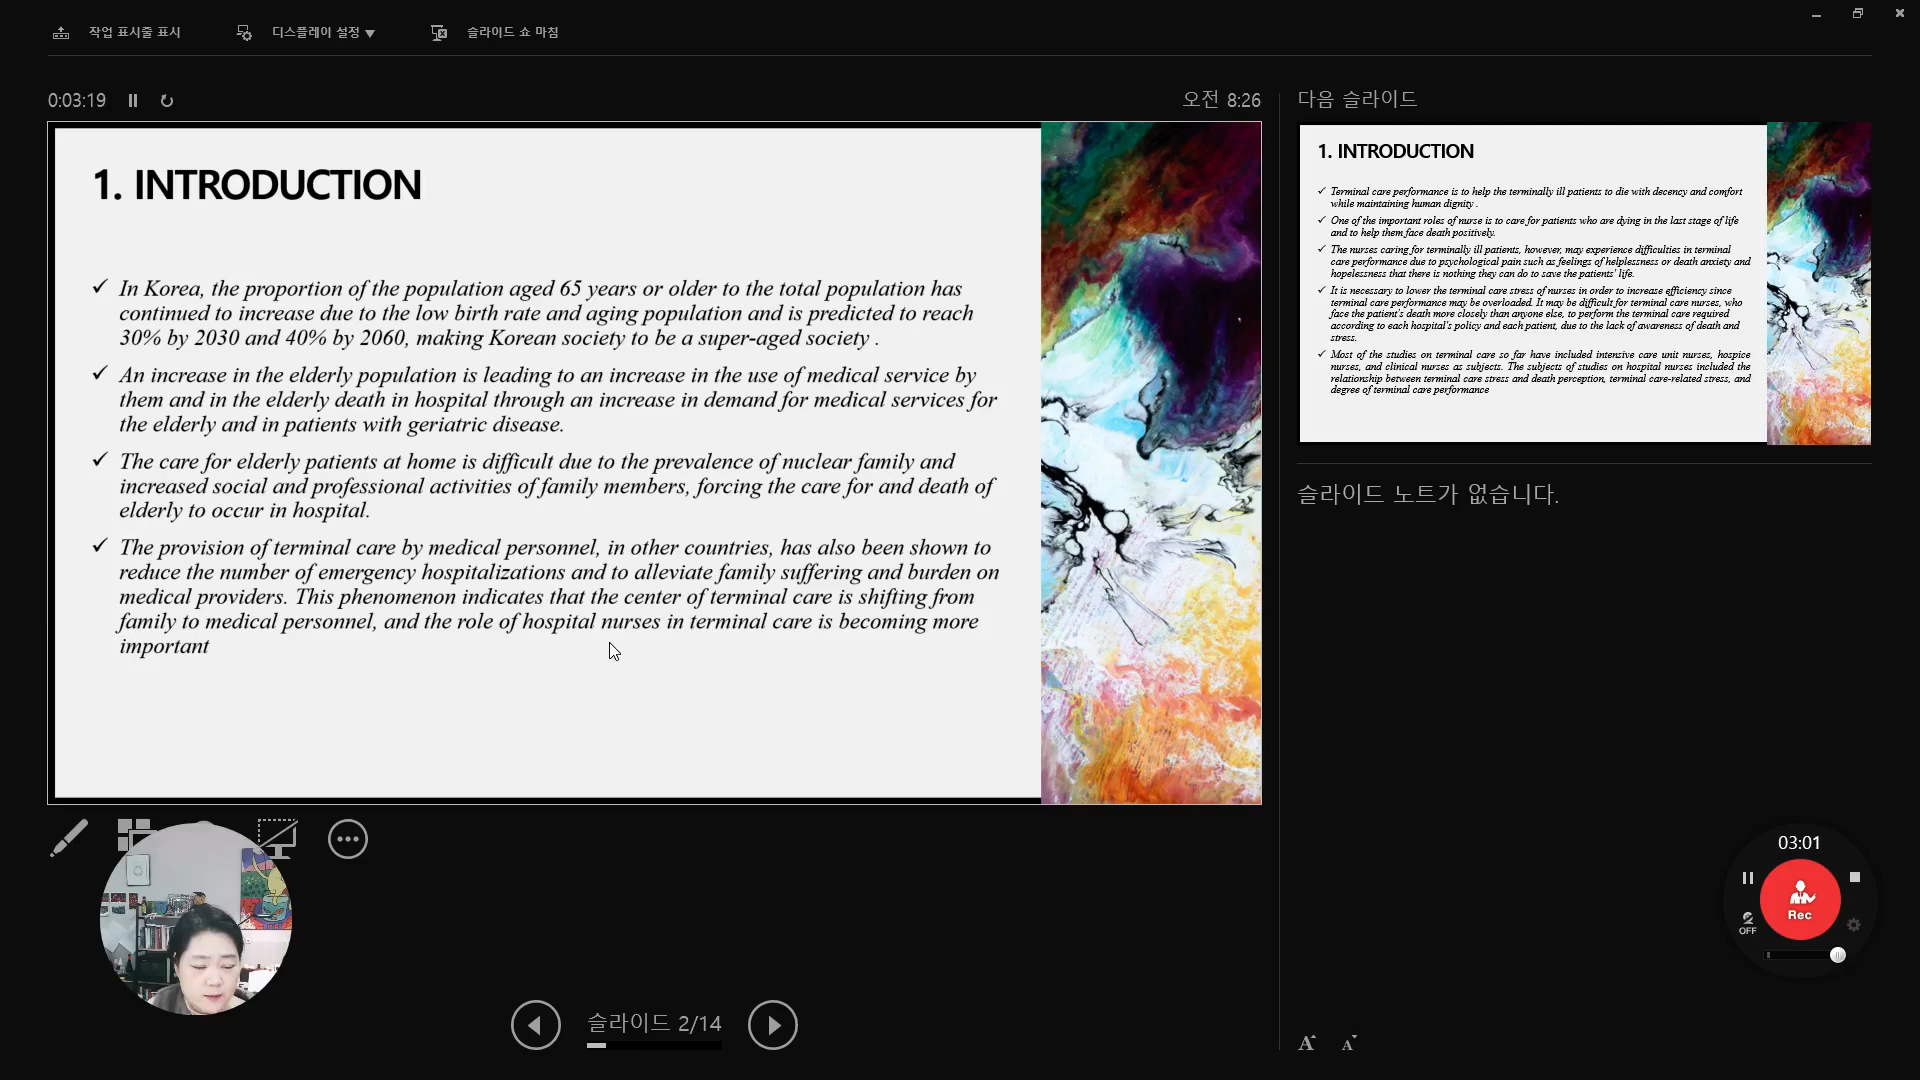 작업 표시줄 표시
디스플레이 설정 ▼
슬라이드 쇼 마침
0:03:19
오전 8:26
1. INTRODUCTION
✓ In Korea, the proportion of the population aged 65 years or older to the total population has
continued to increase due to the low birth rate and aging population and is predicted to reach
30% by 2030 and 40% by 2060, making Korean society to be a super-aged society .
✓ An increase in the elderly population is leading to an increase in the use of medical service by
them and in the elderly death in hospital through an increase in demand for medical services for
the elderly and in patients with geriatric disease.
✓ The care for elderly patients at home is difficult due to the prevalence of nuclear family and
increased social and professional activities of family members, forcing the care for and death of
elderly to occur in hospital.
✓ The provision of terminal care by medical personnel, in other countries, has also been shown to
reduce the number of emergency hospitalizations and to alleviate family suffering and burden on
medical providers. This phenomenon indicates that the center of terminal care is shifting from
family to medical personnel, and the role of hospital nurses in terminal care is becoming more
important
다음 슬라이드
1. INTRODUCTION
✓ Terminal care performance is to help the terminally ill patients to die with decency and comfort
while maintaining human dignity .
✓ One of the important roles of nurse is to care for patients who are dying in the last stage of life
and to help them face death positively.
✓ The nurses caring for terminally ill patients, however, may experience difficulties in terminal
care performance due to psychological pain such as feelings of helplessness or death anxiety and
hopelessness that there is nothing they can do to save the patients' life.
✓ It is necessary to lower the terminal care stress of nurses in order to increase efficiency since
terminal care performance may be overloaded. It may be difficult for terminal care nurses, who
face the patient's death more closely than anyone else, to perform the terminal care required
according to each hospital's policy and each patient, due to the lack of awareness of death and
stress.
✓ Most of the studies on terminal care so far have included intensive care unit nurses, hospice
nurses, and clinical nurses as subjects. The subjects of studies on hospital nurses included the
relationship between terminal care stress and death perception, terminal care-related stress, and
degree of terminal care performance
슬라이드 노트가 없습니다.
03:01
Rec
OFF
슬라이드 2/14
A A